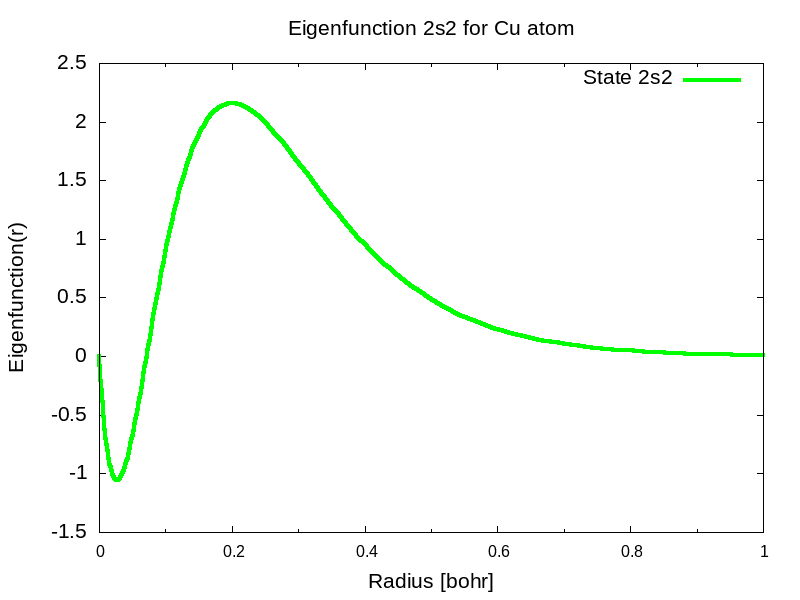 Eigenfunction 2s2 for Cu atom
State 2s2
2.5
2
1.5
1
0.5
0
-0.5
-1
-1.5
Eigenfunction(r)
0 0.2 0.4 0.6 0.8 1
Radius [bohr]